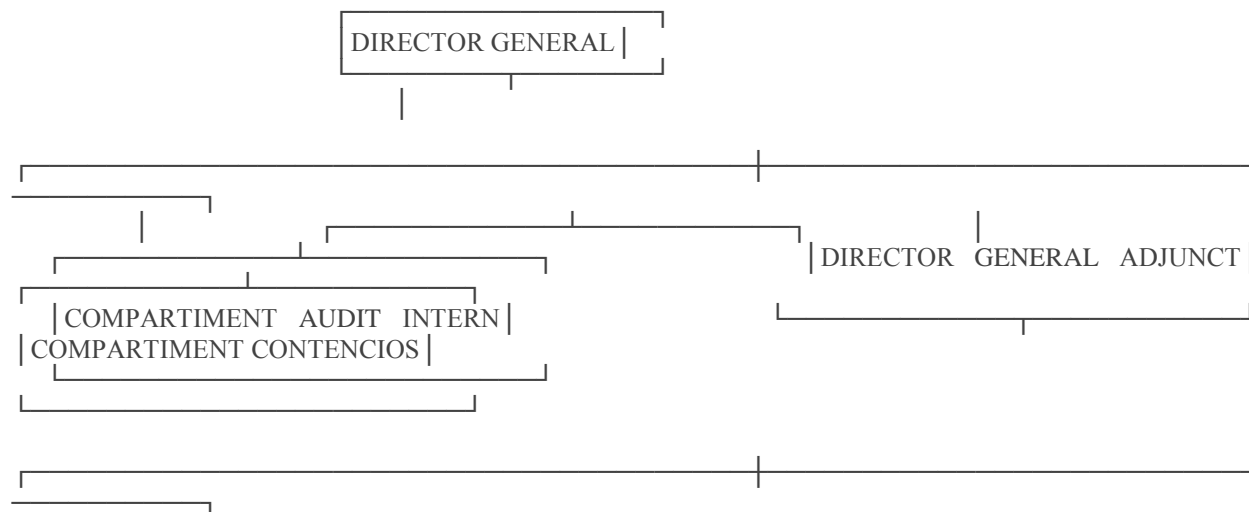 DIRECTOR GENERAL
DIRECTOR GENERAL ADJUNCT
COMPARTIMENT AUDIT INTERN
COMPARTIMENT CONTENCIOS